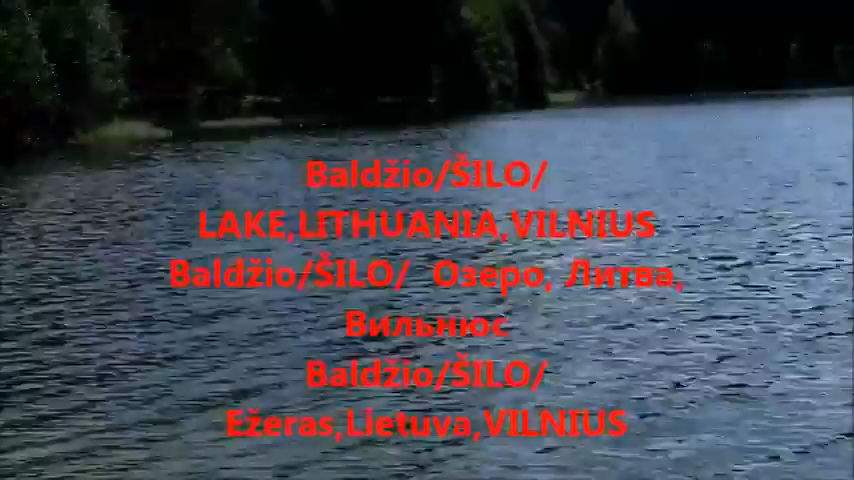 Baldžio/ŠILO/
LAKE,LITHUANIA,VILNIUS
Baldžio/ŠILO/ Озеро, Литва,
Вильнюс
Baldžio/ŠILO/
Ežeras,Lietuva,VILNIUS